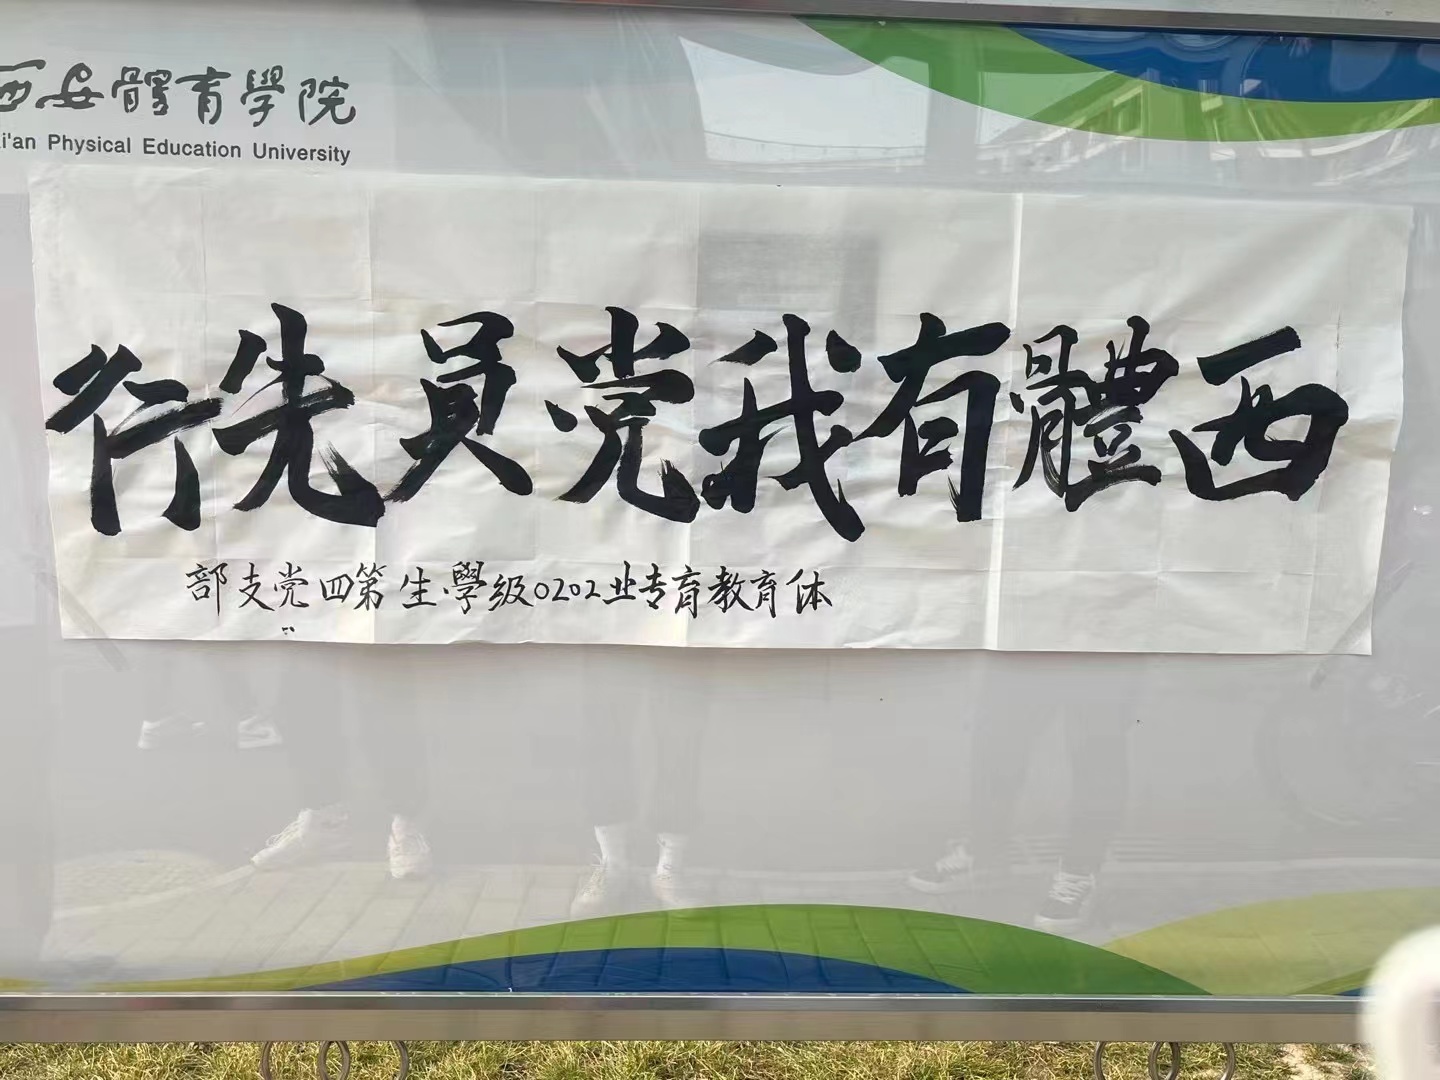 西安體育學院
i'an Physical Education University
西體有我党員先行
体育教育专业2020级學生第四党支部